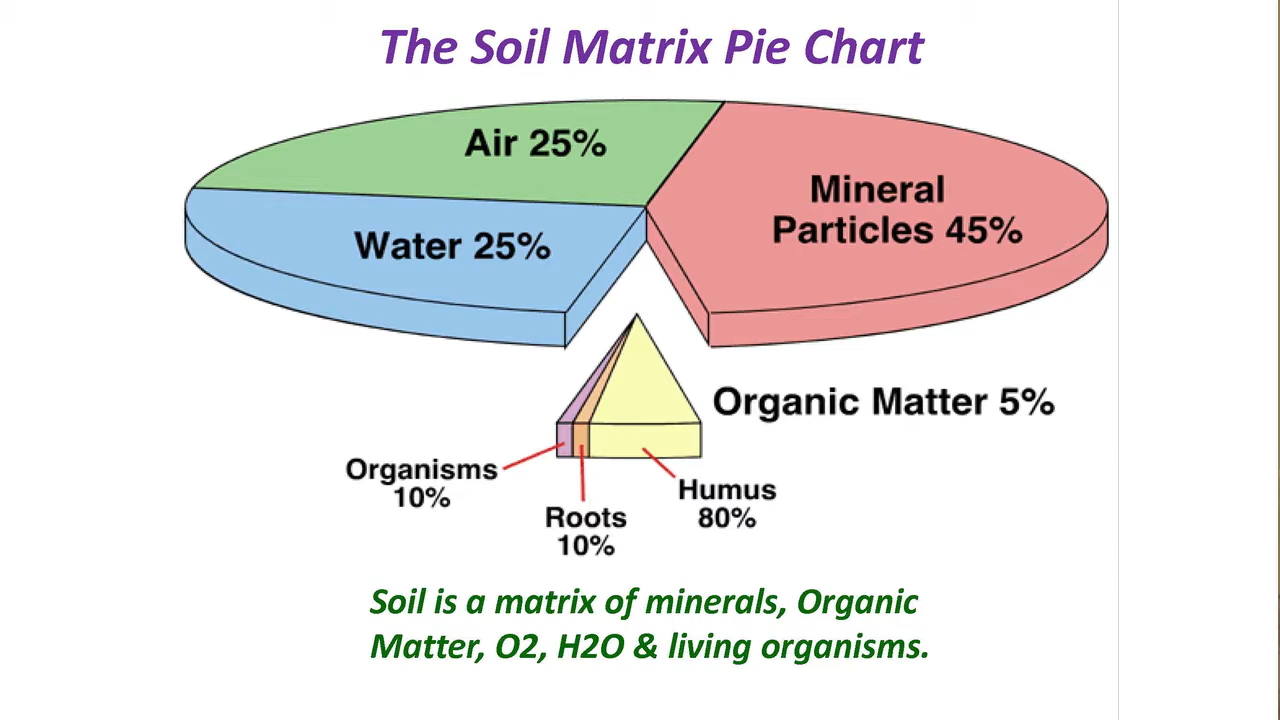 The Soil Matrix Pie Chart
Air 25%
Mineral
Particles 45%
Water 25%
Organic Matter 5%
Organisms
10%
Roots
10%
Humus
80%
Soil is a matrix of minerals, Organic
Matter, O2, H2O & living organisms.